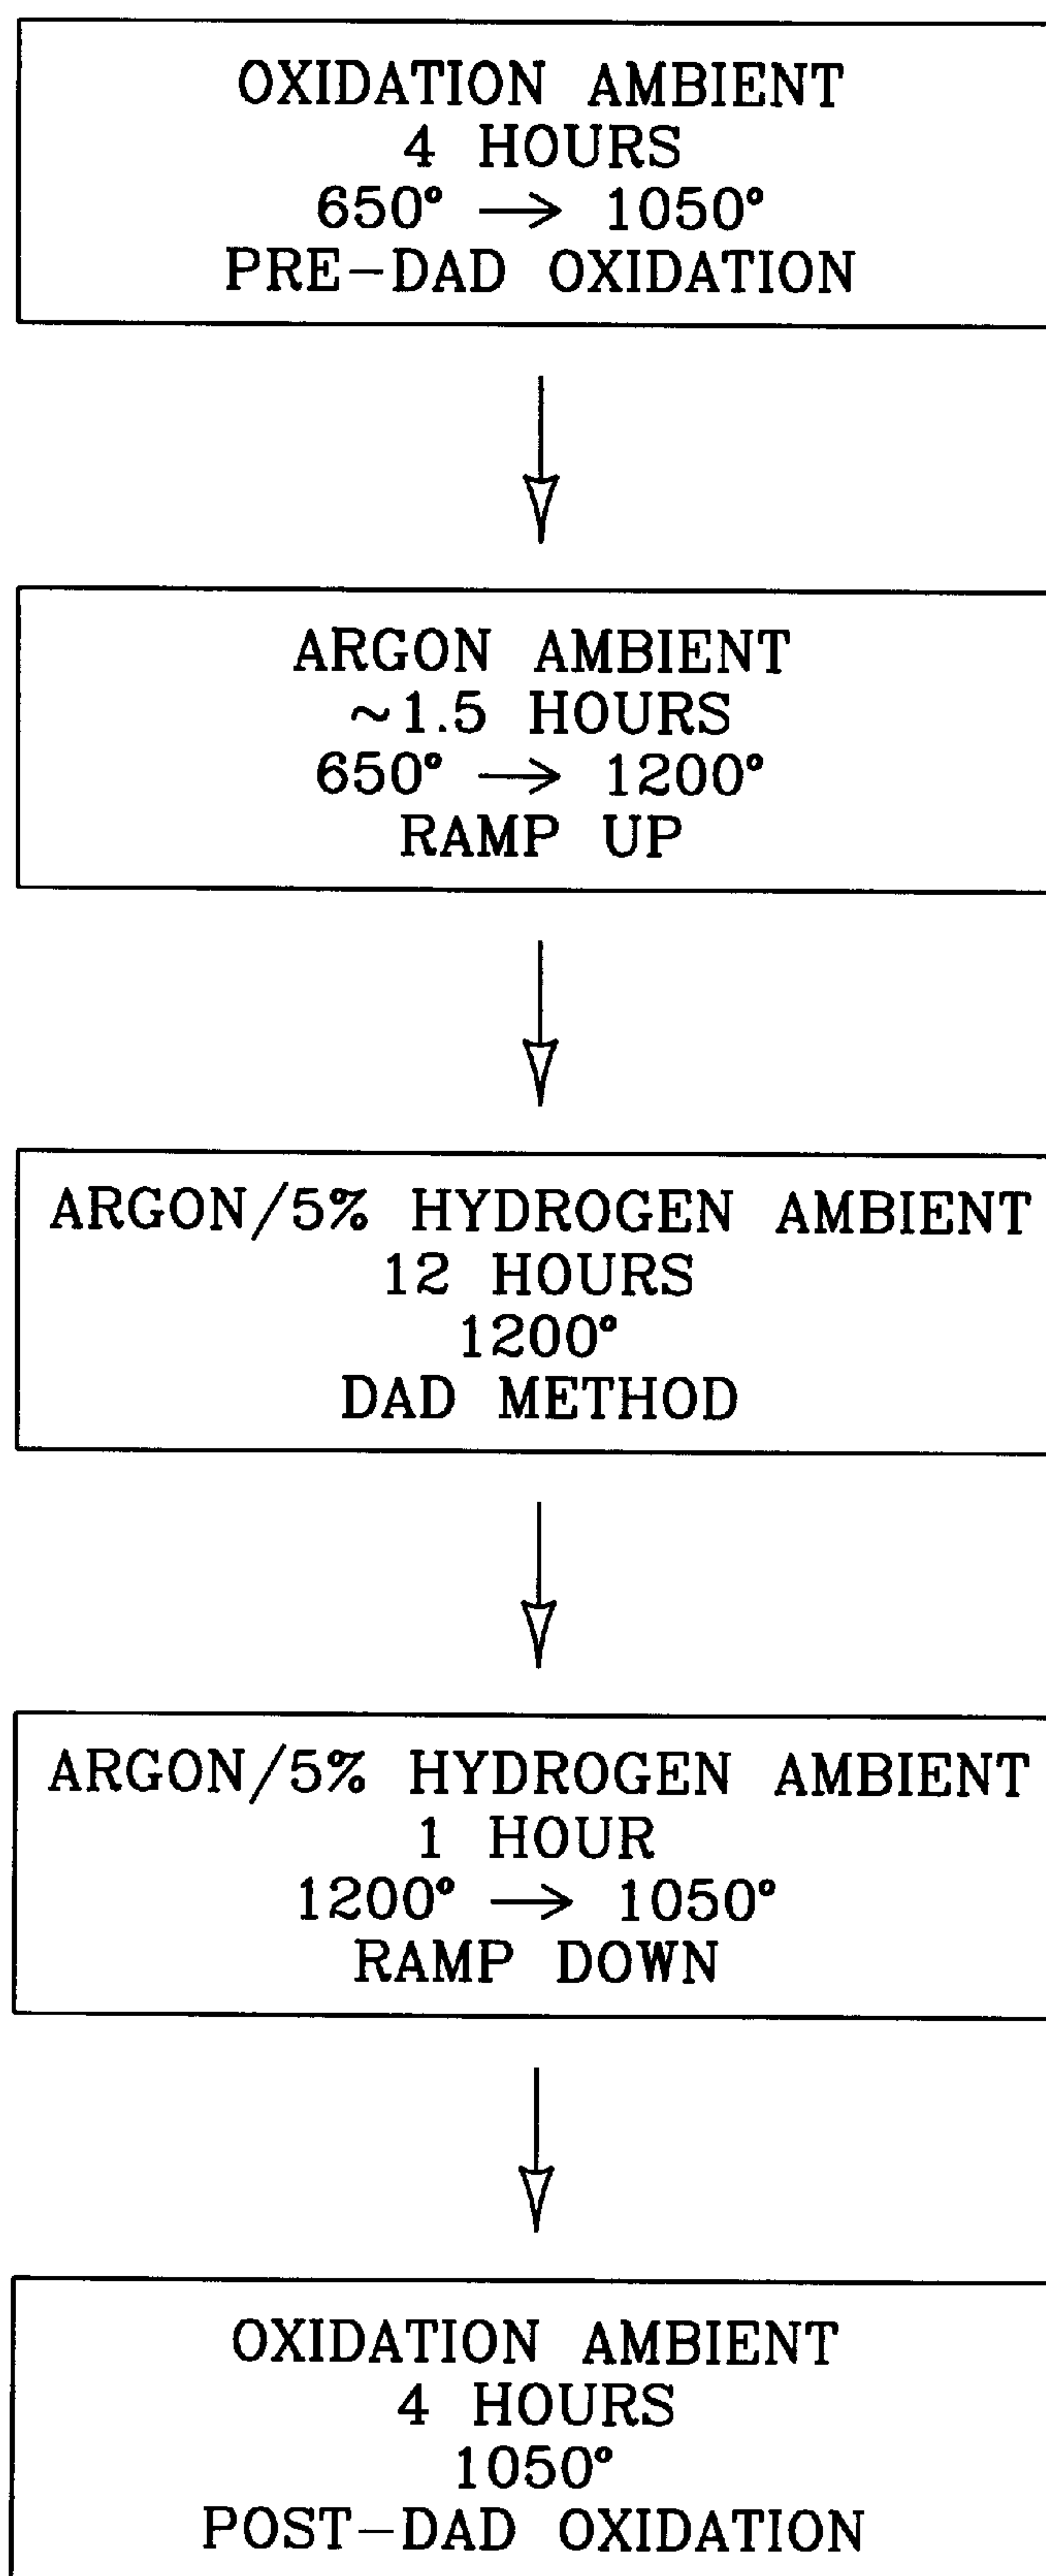 OXIDATION AMBIENT
4 HOURS
650° → 1050°
PRE-DAD OXIDATION
ARGON AMBIENT
~1.5 HOURS
650° → 1200°
RAMP UP
ARGON/5% HYDROGEN AMBIENT
12 HOURS
1200°
DAD METHOD
ARGON/5% HYDROGEN AMBIENT
1 HOUR
1200° → 1050°
RAMP DOWN
OXIDATION AMBIENT
4 HOURS
1050°
POST-DAD OXIDATION